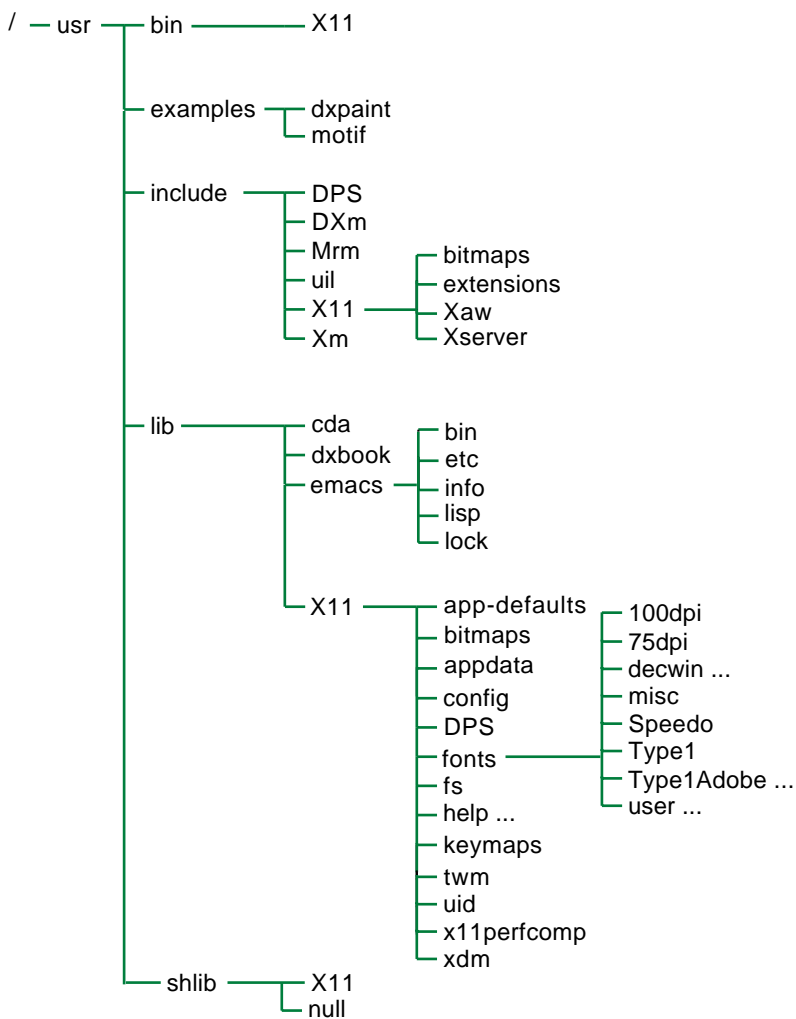 / usr bin X11
examples dxpaint
motif
include DPS
DXm
Mrm
bitmaps
uil
extensions
X11
Xaw
Xm
Xserver
lib cda
bin
dxbook
etc
emacs
info
lisp
lock
X11
app-defaults
100dpi
bitmaps
75dpi
appdata
decwin ...
config
misc
DPS
Speedo
fonts
Type1
fs
Type1Adobe ...
help ...
user ...
keymaps
twm
uid
x11perfcomp
xdm
shlib X11
null